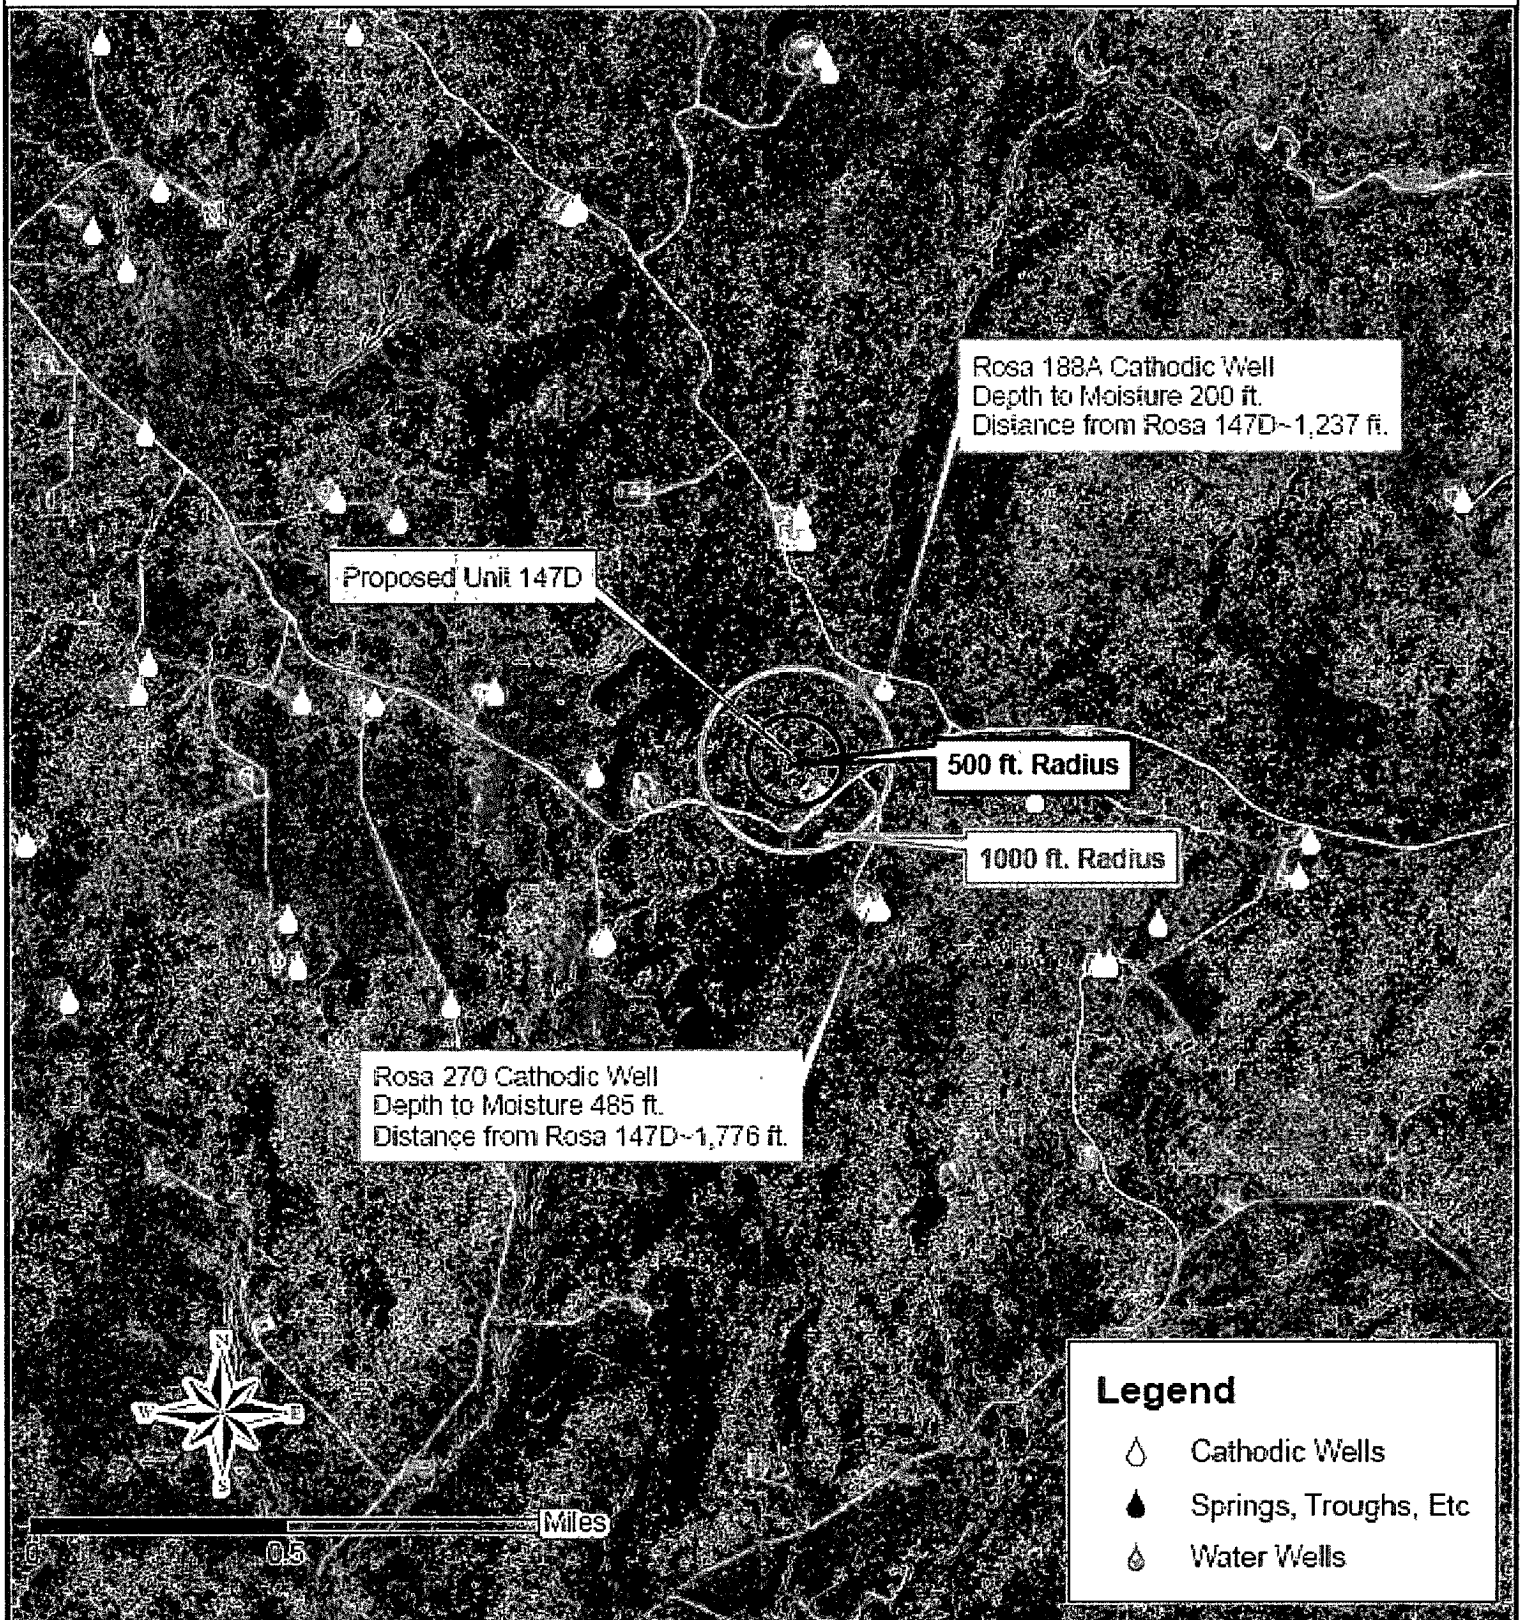 Rosa 188A Cathodic Well
Depth to Moisture 200 ft.
Distance from Rosa 147D~1,237 ft.
Proposed Unit 147D
500 ft. Radius
1000 ft. Radius
Rosa 270 Cathodic Well
Depth to Moisture 485 ft.
Distance from Rosa 147D~1,776 ft.
N
W
E
S
Miles
0
0.5
Legend
Cathodic Wells
Springs, Troughs, Etc
Water Wells